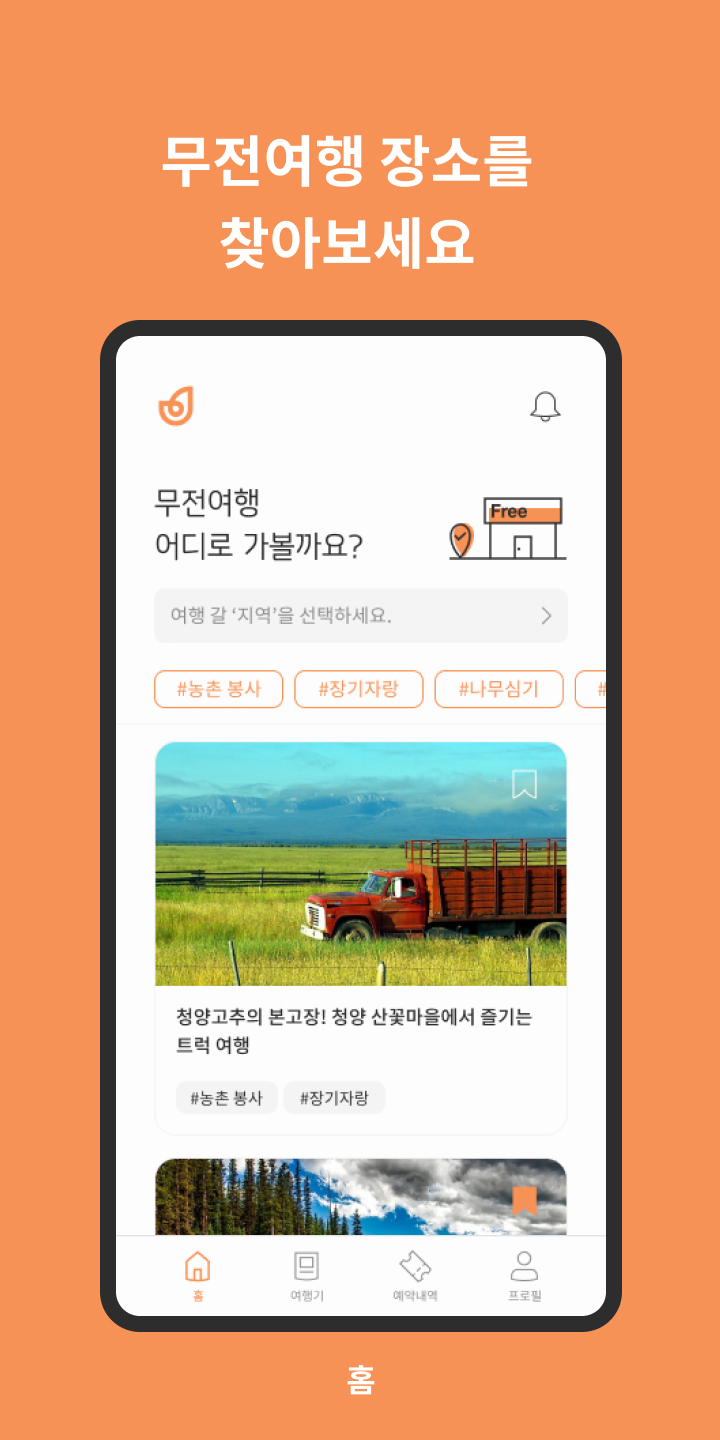 무전여행 장소를
찾아보세요
무전여행
어디로 가볼까요?
Free
여행 갈 ‘지역’을 선택하세요.
#농촌 봉사 #장기자랑 #나무심기 #
청양고추의 본고장! 청양 산꽃마을에서 즐기는
트럭 여행
#농촌 봉사 #장기자랑
홈 여행기 예약내역 프로필
홈